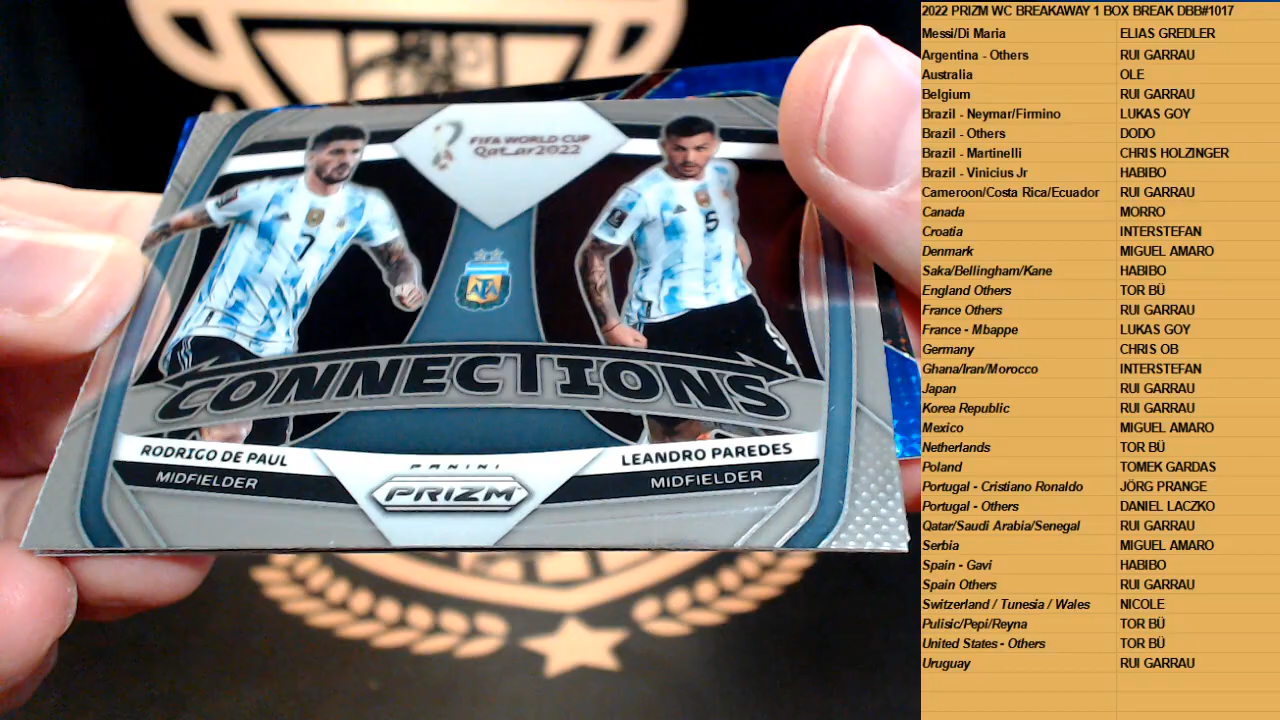 FIFA WORLD CUP
Qatar2022
7
5
AFA
CONNECTIONS
RODRIGO DE PAUL
MIDFIELDER
LEANDRO PAREDES
MIDFIELDER
PANINI
PRIZM
2022 PRIZM WC BREAKAWAY 1 BOX BREAK DBB#1017
Messi/Di Maria ELIAS GREDLER
Argentina - Others RUI GARRAU
Australia OLE
Belgium RUI GARRAU
Brazil - Neymar/Firmino LUKAS GOY
Brazil - Others DODO
Brazil - Martinelli CHRIS HOLZINGER
Brazil - Vinicius Jr HABIBO
Cameroon/Costa Rica/Ecuador RUI GARRAU
Canada MORRO
Croatia INTERSTEFAN
Denmark MIGUEL AMARO
Saka/Bellingham/Kane HABIBO
England Others TOR BÜ
France Others RUI GARRAU
France - Mbappe LUKAS GOY
Germany CHRIS OB
Ghana/Iran/Morocco INTERSTEFAN
Japan RUI GARRAU
Korea Republic RUI GARRAU
Mexico MIGUEL AMARO
Netherlands TOR BÜ
Poland TOMEK GARDAS
Portugal - Cristiano Ronaldo JÖRG PRANGE
Portugal - Others DANIEL LACZKO
Qatar/Saudi Arabia/Senegal RUI GARRAU
Serbia MIGUEL AMARO
Spain - Gavi HABIBO
Spain Others RUI GARRAU
Switzerland / Tunesia / Wales NICOLE
Pulisic/Pepi/Reyna TOR BÜ
United States - Others TOR BÜ
Uruguay RUI GARRAU